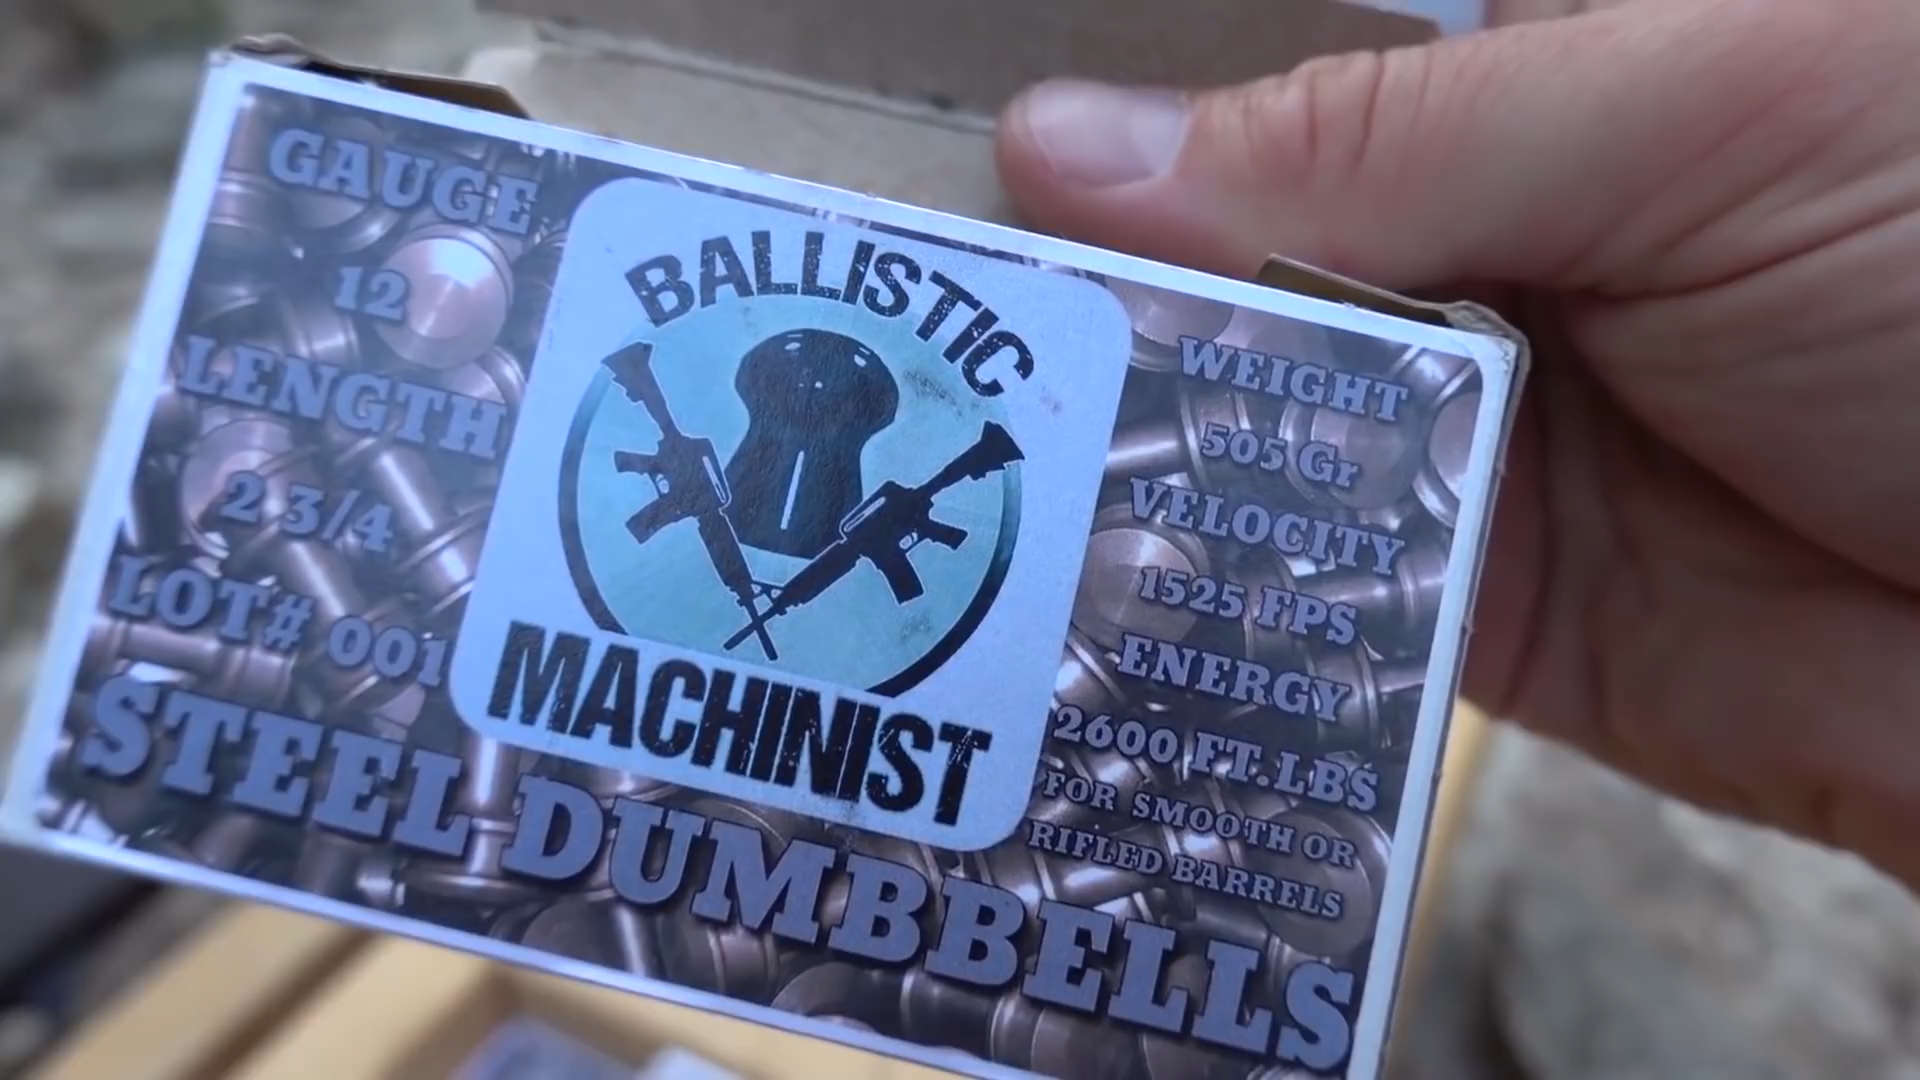 GAUGE
12
LENGTH
2 3/4
LOT# 001
BALLISTIC
MACHINIST
WEIGHT
505 Gr
VELOCITY
1525 FPS
ENERGY
2600 FT.LBS
FOR SMOOTH OR
RIFLED BARRELS
STEEL DUMBBELLS